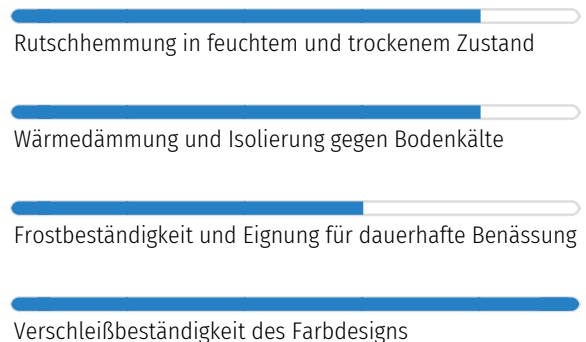 Rutschhemmung in feuchtem und trockenem Zustand
Wärmedämmung und Isolierung gegen Bodenkälte
Frostbeständigkeit und Eignung für dauerhafte Benässung
Verschleißbeständigkeit des Farbdesigns